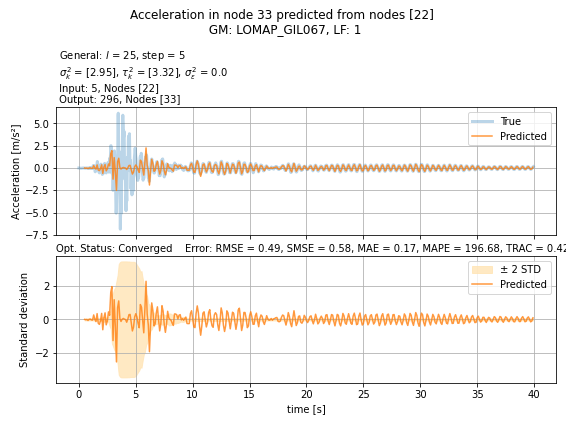 Acceleration in node 33 predicted from nodes [22]
GM: LOMAP_GIL067, LF: 1
General: l = 25, step = 5
σ²ₖ = [2.95], τ²ₖ = [3.32], σ²ε = 0.0
Input: 5, Nodes [22]
Output: 296, Nodes [33]
Acceleration [m/s²]
5.0
2.5
0.0
−2.5
−5.0
−7.5
True
Predicted
Opt. Status: Converged Error: RMSE = 0.49, SMSE = 0.58, MAE = 0.17, MAPE = 196.68, TRAC = 0.42
Standard deviation
2
0
−2
± 2 STD
Predicted
0 5 10 15 20 25 30 35 40
time [s]